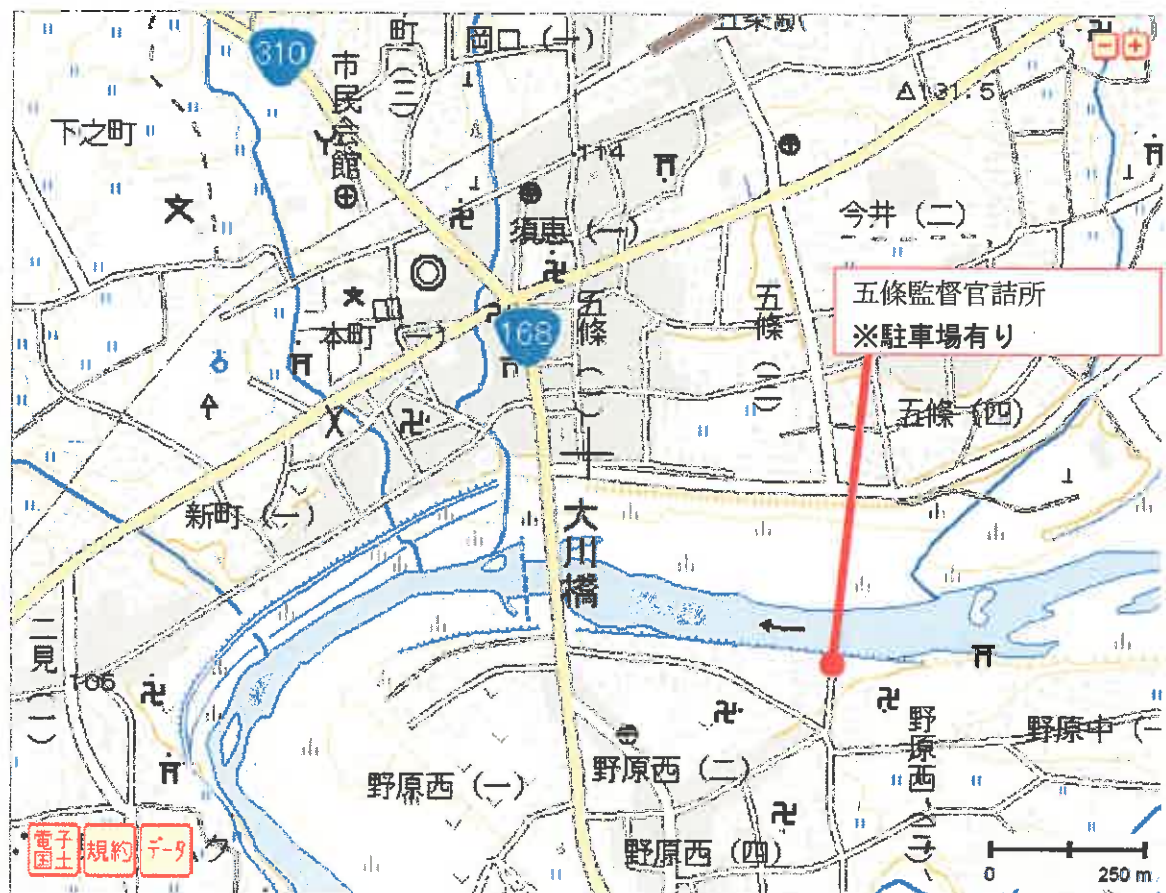 310
町(二)
岡口(一)
五条駅
△131.5
市民会館
下之町
114
須恵(一)
今井(二)
五條監督官詰所
※駐車場有り
本町(一)
168
五條(一)
五條(三)
五條(四)
新町(一)
大川橋
二見(一)
106
野原西(一)
野原西(二)
野原西(三)
野原中(一
野原西(四)
電子国土
規約
データ
0
250 m